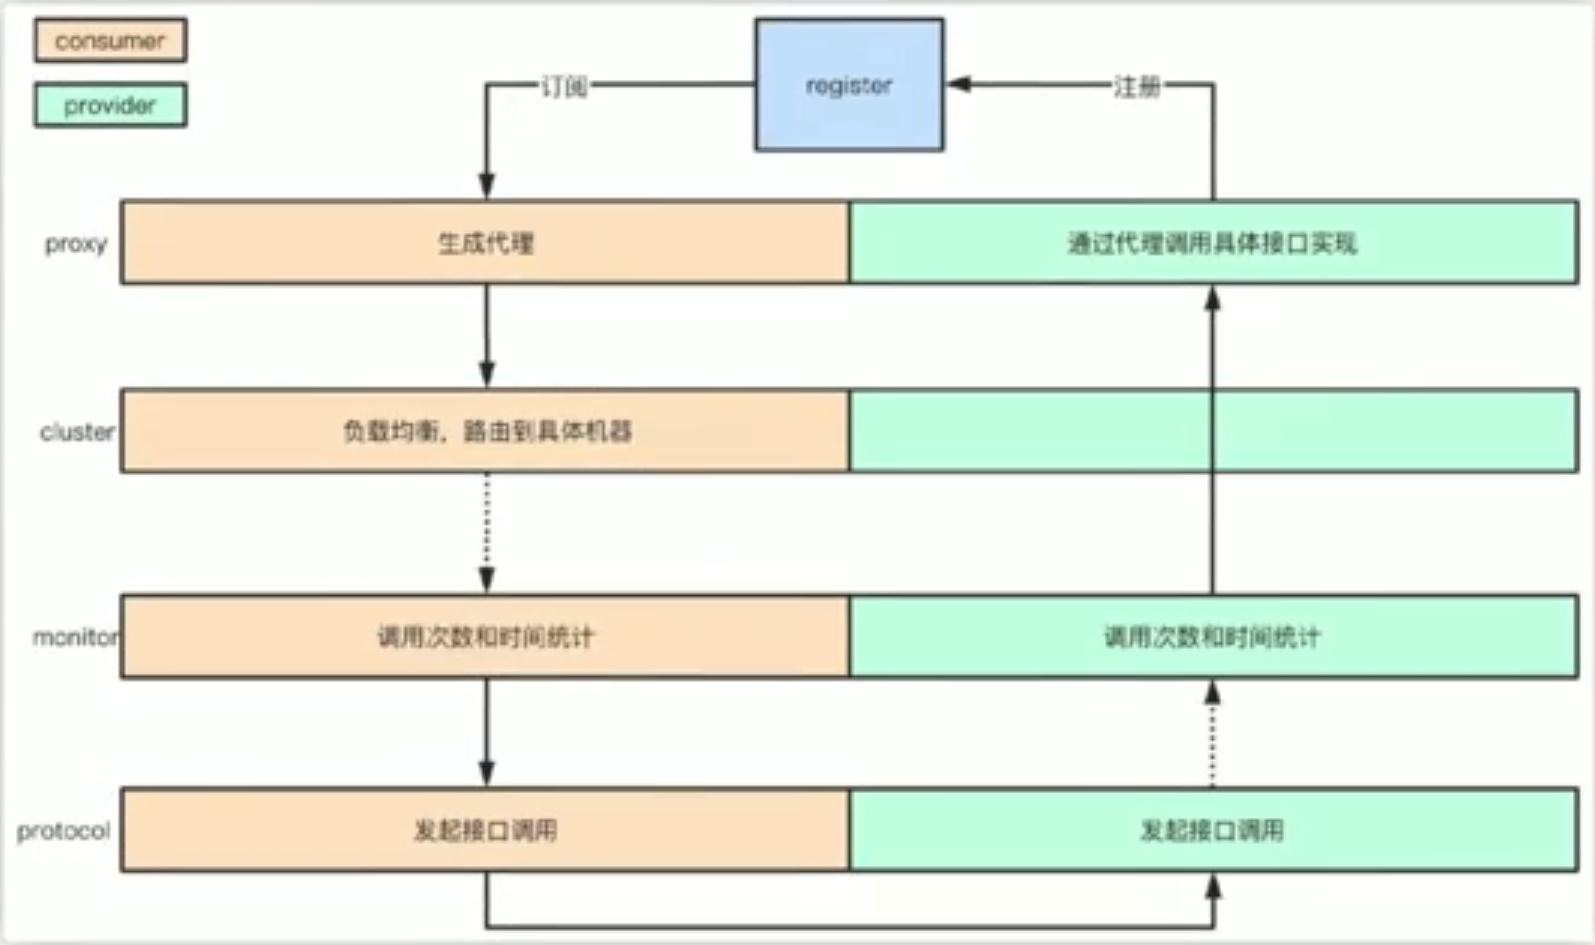 consumer
provider
订阅
register
注册
proxy
生成代理
通过代理调用具体接口实现
cluster
负载均衡，路由到具体机器
monitor
调用次数和时间统计
调用次数和时间统计
protocol
发起接口调用
发起接口调用